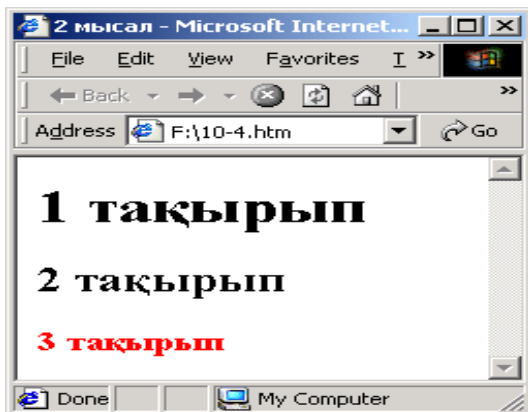 2 мысал - Microsoft Internet...
File Edit View Favorites T »
Back »
Address F:\10-4.htm Go
1 тақырып
2 тақырып
3 тақырып
Done My Computer